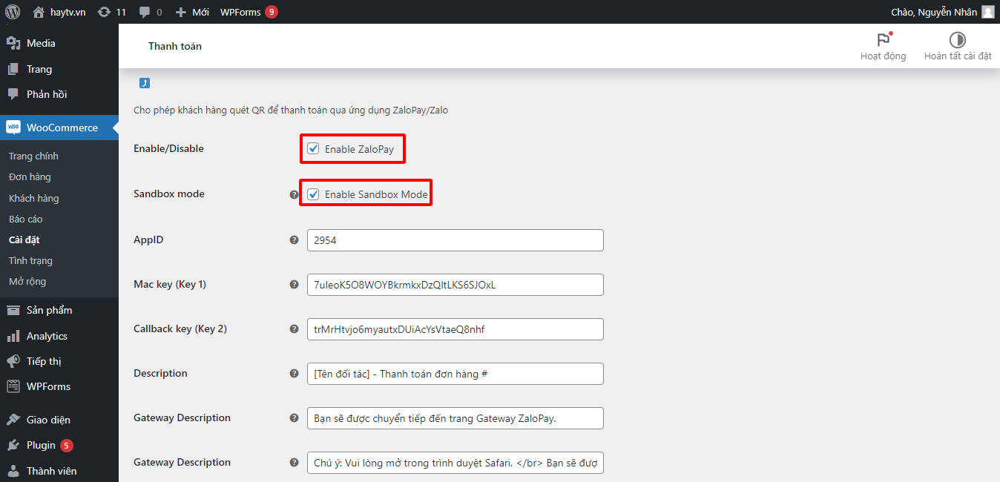 haytv.vn 11 0 Mới WPForms 9 Chào, Nguyễn Nhân
Media
Trang
Phản hồi
WooCommerce
Trang chính
Đơn hàng
Khách hàng
Báo cáo
Cài đặt
Tình trạng
Mở rộng
Sản phẩm
Analytics
Tiếp thị
WPForms
Giao diện
Plugin 5
Thành viên
Thanh toán
Hoạt động
Hoàn tất cài đặt
Cho phép khách hàng quét QR để thanh toán qua ứng dụng ZaloPay/Zalo
Enable/Disable Enable ZaloPay
Sandbox mode Enable Sandbox Mode
AppID 2954
Mac key (Key 1) 7uleoK5O8WOYBkrmkxDzQltLKS6SJOxL
Callback key (Key 2) trMrHtvjo6myautxDUiAcYsVtaeQ8nhf
Description [Tên đối tác] - Thanh toán đơn hàng #
Gateway Description Bạn sẽ được chuyển tiếp đến trang Gateway ZaloPay.
Gateway Description Chú ý: Vui lòng mở trong trình duyệt Safari. </br> Bạn sẽ đượ